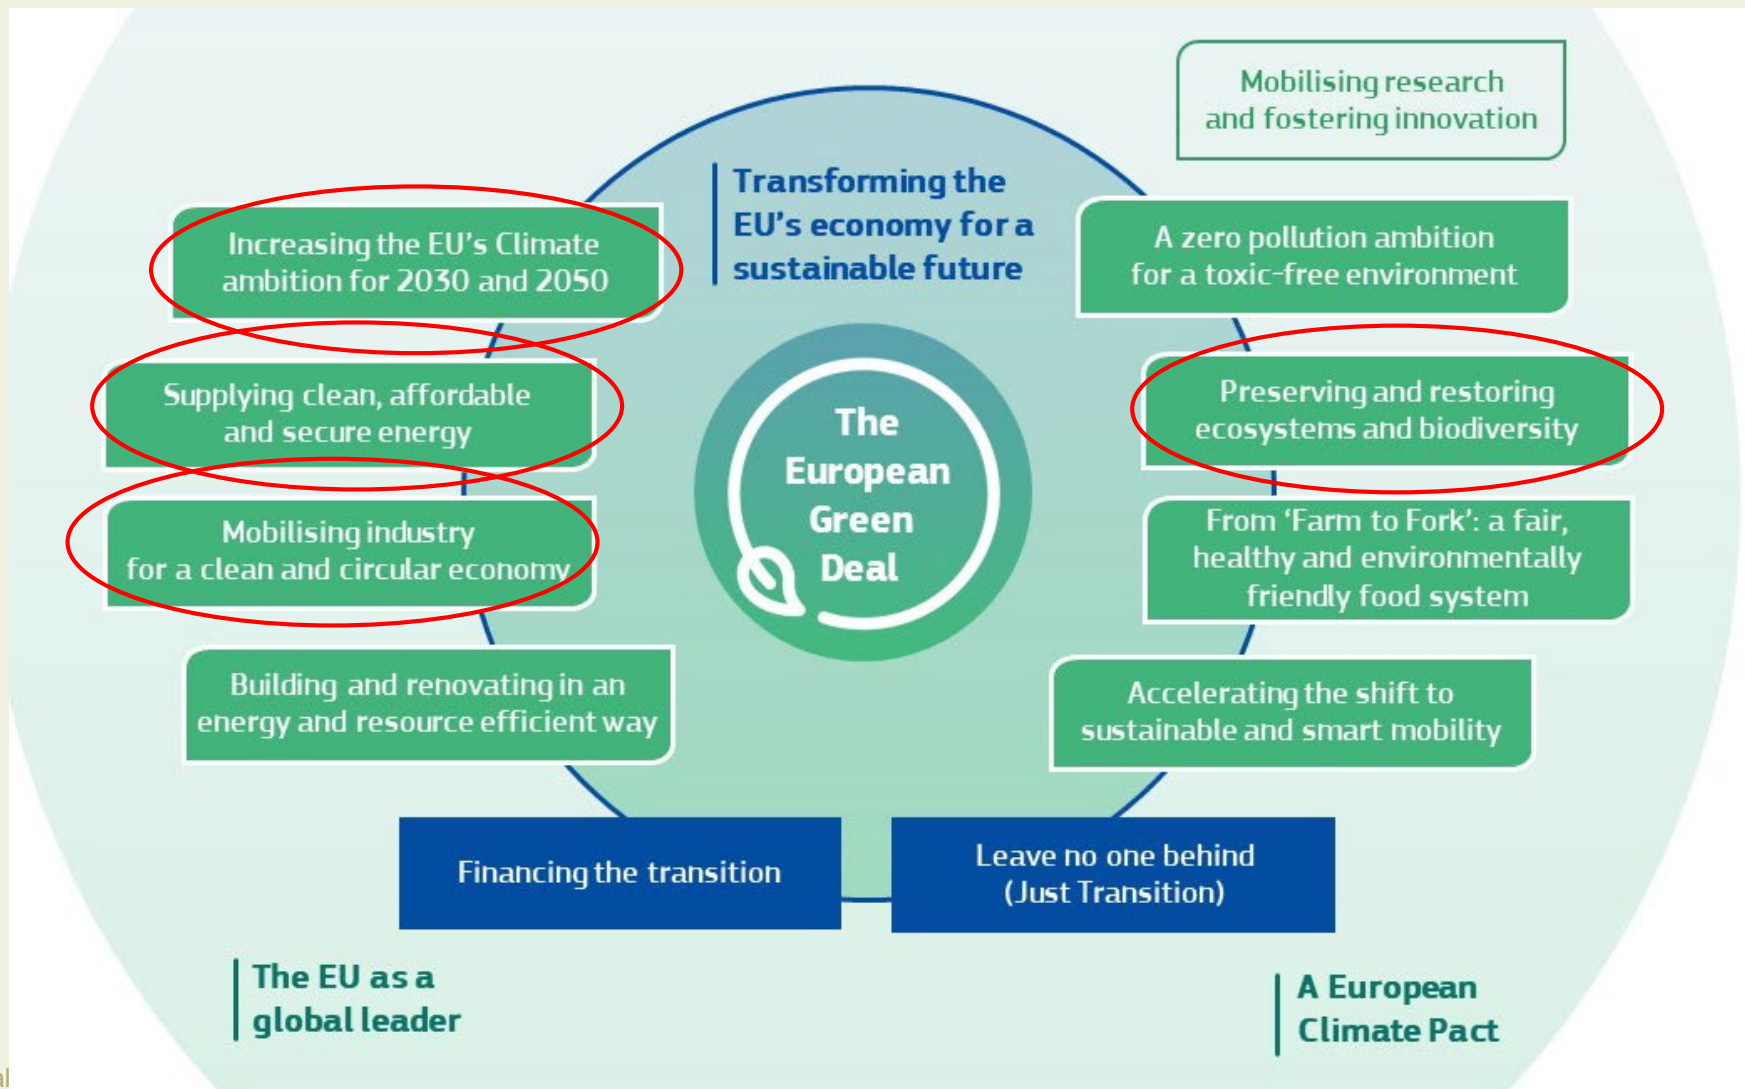 Mobilising research
and fostering innovation
Transforming the
EU's economy for a
sustainable future
Increasing the EU's Climate
ambition for 2030 and 2050
A zero pollution ambition
for a toxic-free environment
Supplying clean, affordable
and secure energy
Preserving and restoring
ecosystems and biodiversity
The
European
Green
Deal
Mobilising industry
for a clean and circular economy
From ‘Farm to Fork’: a fair,
healthy and environmentally
friendly food system
Building and renovating in an
energy and resource efficient way
Accelerating the shift to
sustainable and smart mobility
Financing the transition
Leave no one behind
(Just Transition)
The EU as a
global leader
A European
Climate Pact